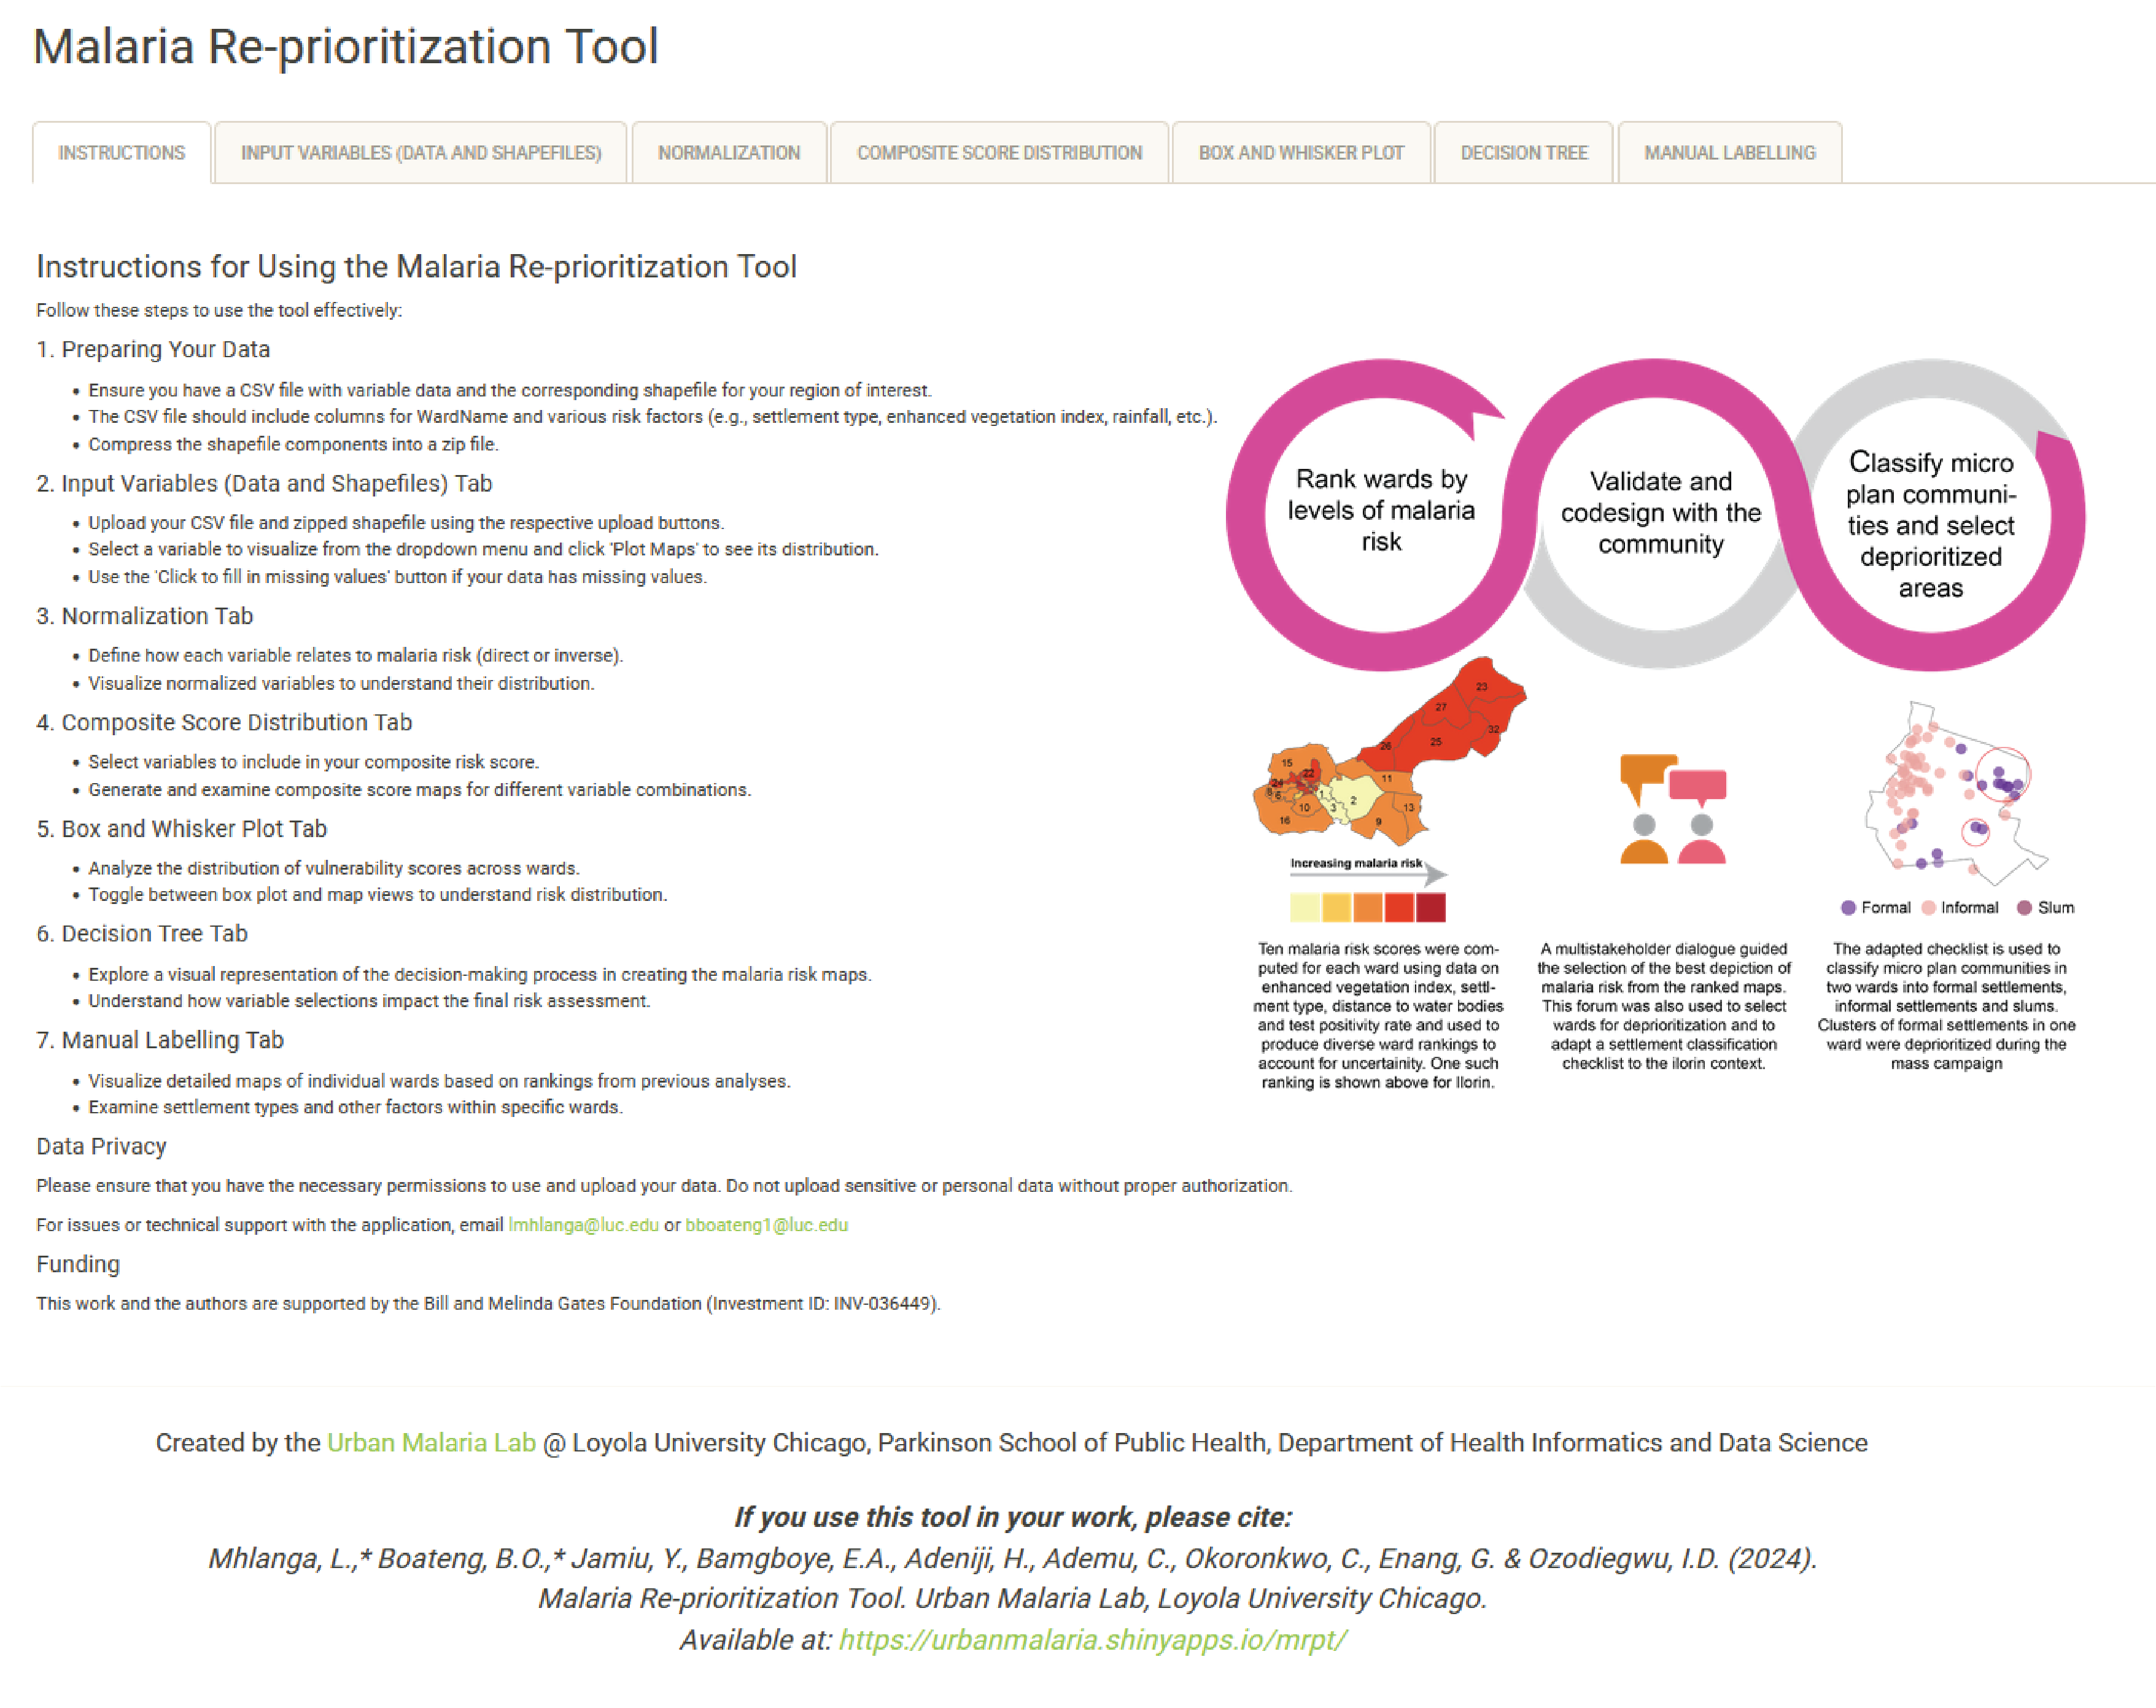 Malaria Re-prioritization Tool
INSTRUCTIONS
INPUT VARIABLES (DATA AND SHAPEFILES)
NORMALIZATION
COMPOSITE SCORE DISTRIBUTION
BOX AND WHISKER PLOT
DECISION TREE
MANUAL LABELLING
Instructions for Using the Malaria Re-prioritization Tool
Follow these steps to use the tool effectively:
1. Preparing Your Data
• Ensure you have a CSV file with variable data and the corresponding shapefile for your region of interest.
• The CSV file should include columns for WardName and various risk factors (e.g., settlement type, enhanced vegetation index, rainfall, etc.).
• Compress the shapefile components into a zip file.
2. Input Variables (Data and Shapefiles) Tab
• Upload your CSV file and zipped shapefile using the respective upload buttons.
• Select a variable to visualize from the dropdown menu and click 'Plot Maps' to see its distribution.
• Use the 'Click to fill in missing values' button if your data has missing values.
3. Normalization Tab
• Define how each variable relates to malaria risk (direct or inverse).
• Visualize normalized variables to understand their distribution.
4. Composite Score Distribution Tab
• Select variables to include in your composite risk score.
• Generate and examine composite score maps for different variable combinations.
5. Box and Whisker Plot Tab
• Analyze the distribution of vulnerability scores across wards.
• Toggle between box plot and map views to understand risk distribution.
6. Decision Tree Tab
• Explore a visual representation of the decision-making process in creating the malaria risk maps.
• Understand how variable selections impact the final risk assessment.
7. Manual Labelling Tab
• Visualize detailed maps of individual wards based on rankings from previous analyses.
• Examine settlement types and other factors within specific wards.
Data Privacy
Please ensure that you have the necessary permissions to use and upload your data. Do not upload sensitive or personal data without proper authorization.
For issues or technical support with the application, email lmhlanga@luc.edu or bboateng1@luc.edu
Funding
This work and the authors are supported by the Bill and Melinda Gates Foundation (Investment ID: INV-036449).
Rank wards by
levels of malaria
risk
Validate and
codesign with the
community
Classify micro
plan communi-
ties and select
deprioritized
areas
23
27
32
25
26
15
22
24
11
8
6
1
2
10
3
13
16
9
Increasing malaria risk
Formal
Informal
Slum
Ten malaria risk scores were com-
puted for each ward using data on
enhanced vegetation index, settl-
ment type, distance to water bodies
and test positivity rate and used to
produce diverse ward rankings to
account for uncertainity. One such
ranking is shown above for Ilorin.
A multistakeholder dialogue guided
the selection of the best depiction of
malaria risk from the ranked maps.
This forum was also used to select
wards for deprioritization and to
adapt a settlement classification
checklist to the ilorin context.
The adapted checklist is used to
classify micro plan communities in
two wards into formal settlements,
informal settlements and slums.
Clusters of formal settlements in one
ward were deprioritized during the
mass campaign
Created by the Urban Malaria Lab @ Loyola University Chicago, Parkinson School of Public Health, Department of Health Informatics and Data Science
If you use this tool in your work, please cite:
Mhlanga, L.,* Boateng, B.O.,* Jamiu, Y., Bamgboye, E.A., Adeniji, H., Ademu, C., Okoronkwo, C., Enang, G. & Ozodiegwu, I.D. (2024).
Malaria Re-prioritization Tool. Urban Malaria Lab, Loyola University Chicago.
Available at: https://urbanmalaria.shinyapps.io/mrpt/